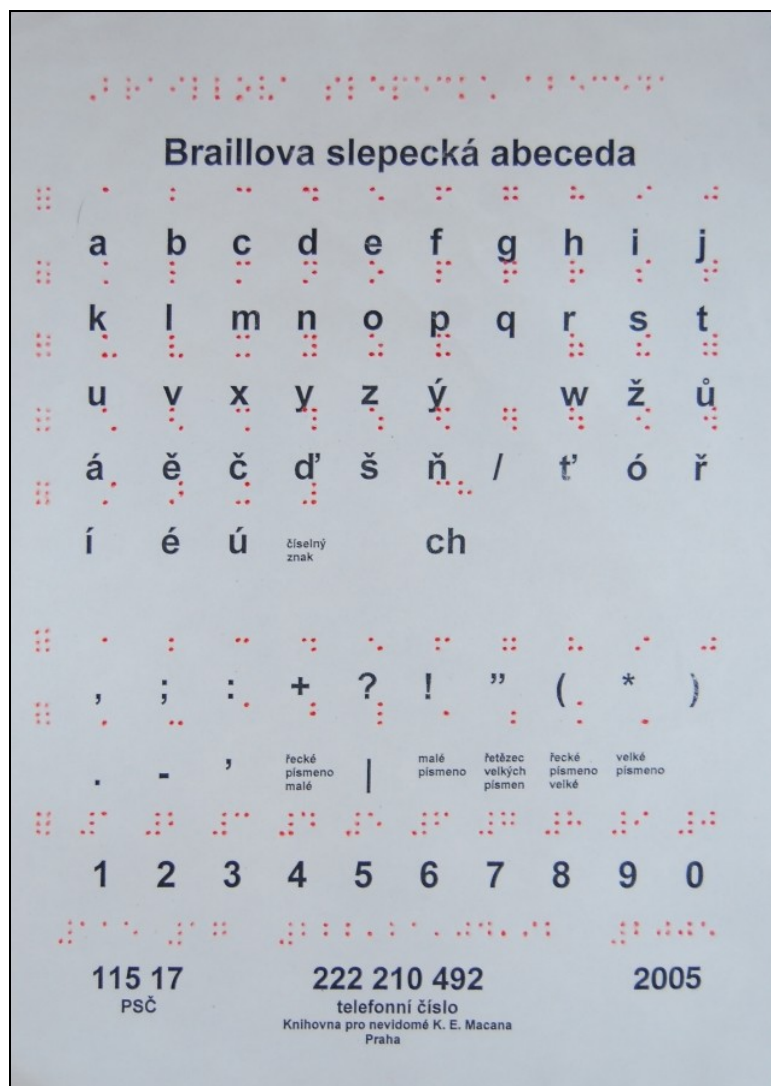 Braillova slepecká abeceda
a b c d e f g h i j
k l m n o p q r s t
u v x y z ý w ž ů
á ě č ď š ň / ť ó ř
í é ú číselný znak ch
, ; : + ? ! ” ( * )
. - ’ řecké písmeno malé | malé písmeno řetězec velkých písmen řecké písmeno velké velké písmeno
1 2 3 4 5 6 7 8 9 0
115 17 222 210 492 2005
PSČ telefonní číslo
Knihovna pro nevidomé K. E. Macana
Praha